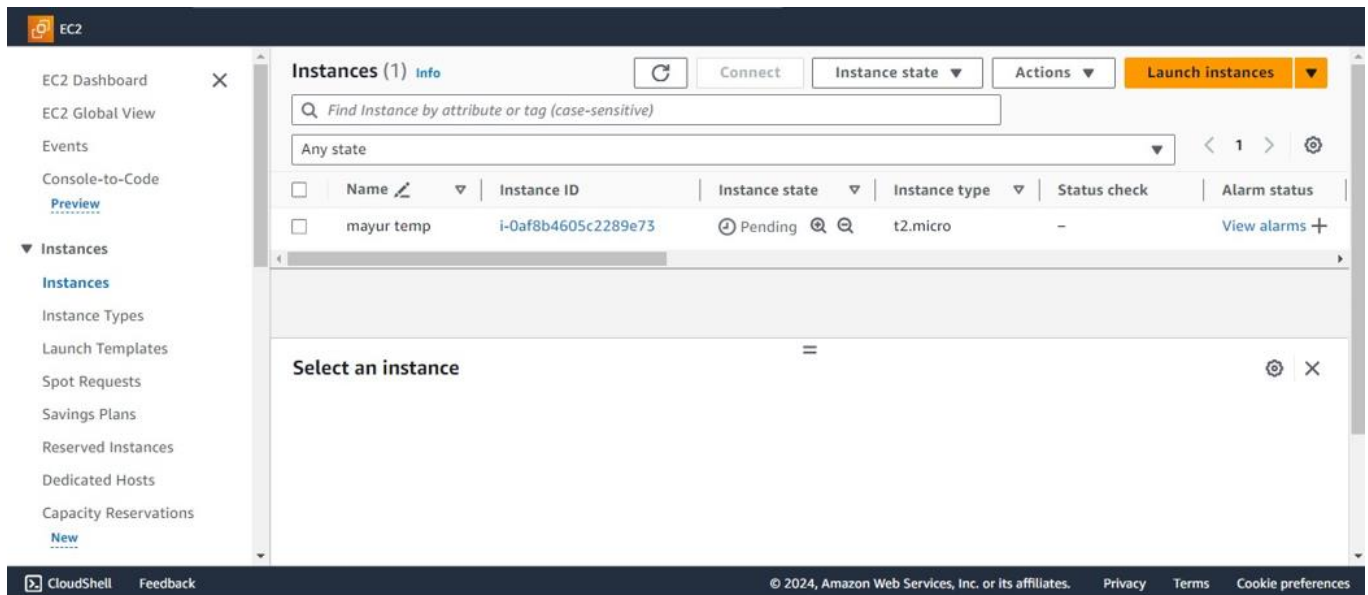 EC2
EC2 Dashboard
EC2 Global View
Events
Console-to-Code
Preview
Instances
Instances
Instance Types
Launch Templates
Spot Requests
Savings Plans
Reserved Instances
Dedicated Hosts
Capacity Reservations
New
Instances (1) Info Connect Instance state Actions Launch instances
Find Instance by attribute or tag (case-sensitive)
Any state 1
Name Instance ID Instance state Instance type Status check Alarm status
mayur temp i-0af8b4605c2289e73 Pending t2.micro – View alarms +
Select an instance
CloudShell Feedback © 2024, Amazon Web Services, Inc. or its affiliates. Privacy Terms Cookie preferences